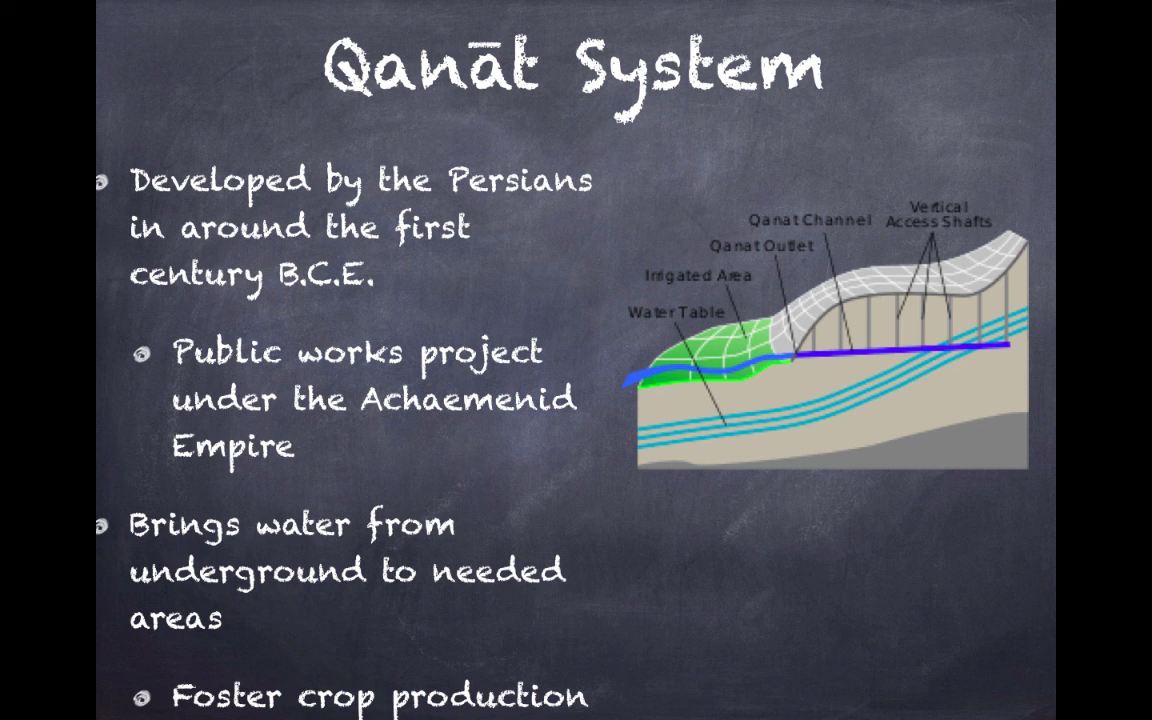 Qanāt System
Developed by the Persians
in around the first
century B.C.E.
Public works project
under the Achaemenid
Empire
Brings water from
underground to needed
areas
Foster crop production
Vertical
Access Shafts
Qanat Channel
Qanat Outlet
Irrigated Area
Water Table